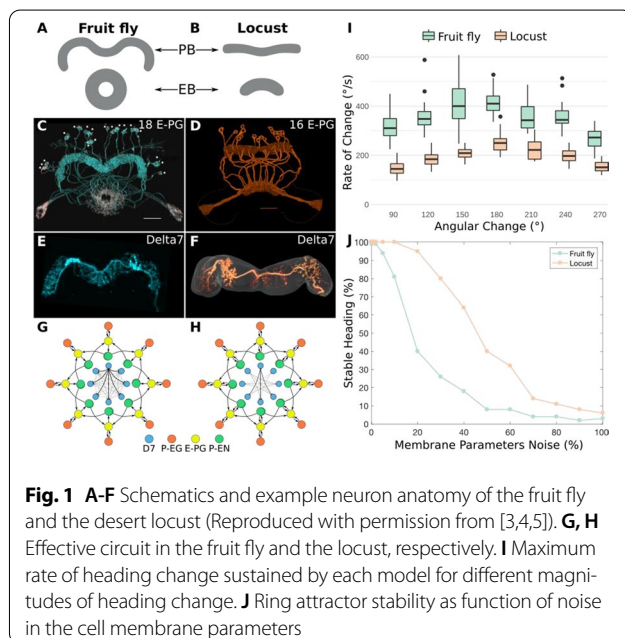 A Fruit fly B Locust
PB
EB
C 18 E-PG D 16 E-PG
E Delta7 F Delta7
G H
D7 P-EG E-PG P-EN
I Fruit fly Locust
Rate of Change (°/s)
600
400
200
0
90 120 150 180 210 240 270
Angular Change (°)
J
Fruit fly
Locust
Stable Heading (%)
100
90
80
70
60
50
40
30
20
10
0
0 20 40 60 80 100
Membrane Parameters Noise (%)
Fig. 1 A-F Schematics and example neuron anatomy of the fruit fly
and the desert locust (Reproduced with permission from [3,4,5]). G, H
Effective circuit in the fruit fly and the locust, respectively. I Maximum
rate of heading change sustained by each model for different magni-
tudes of heading change. J Ring attractor stability as function of noise
in the cell membrane parameters